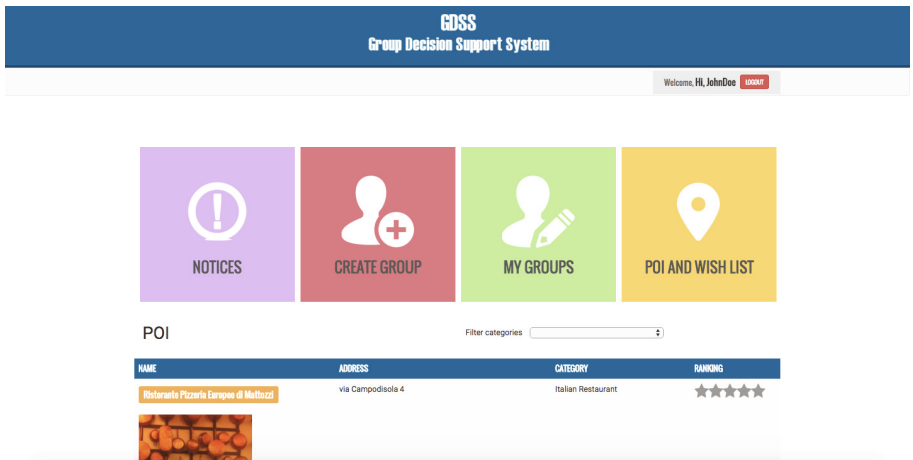 GDSS
Group Decision Support System
Welcome, Hi, JohnDoe LOGOUT
NOTICES
CREATE GROUP
MY GROUPS
POI AND WISH LIST
POI
Filter categories
NAME ADDRESS CATEGORY RANKING
Ristorante Pizzeria Europeo di Mattozzi via Campodisola 4 Italian Restaurant